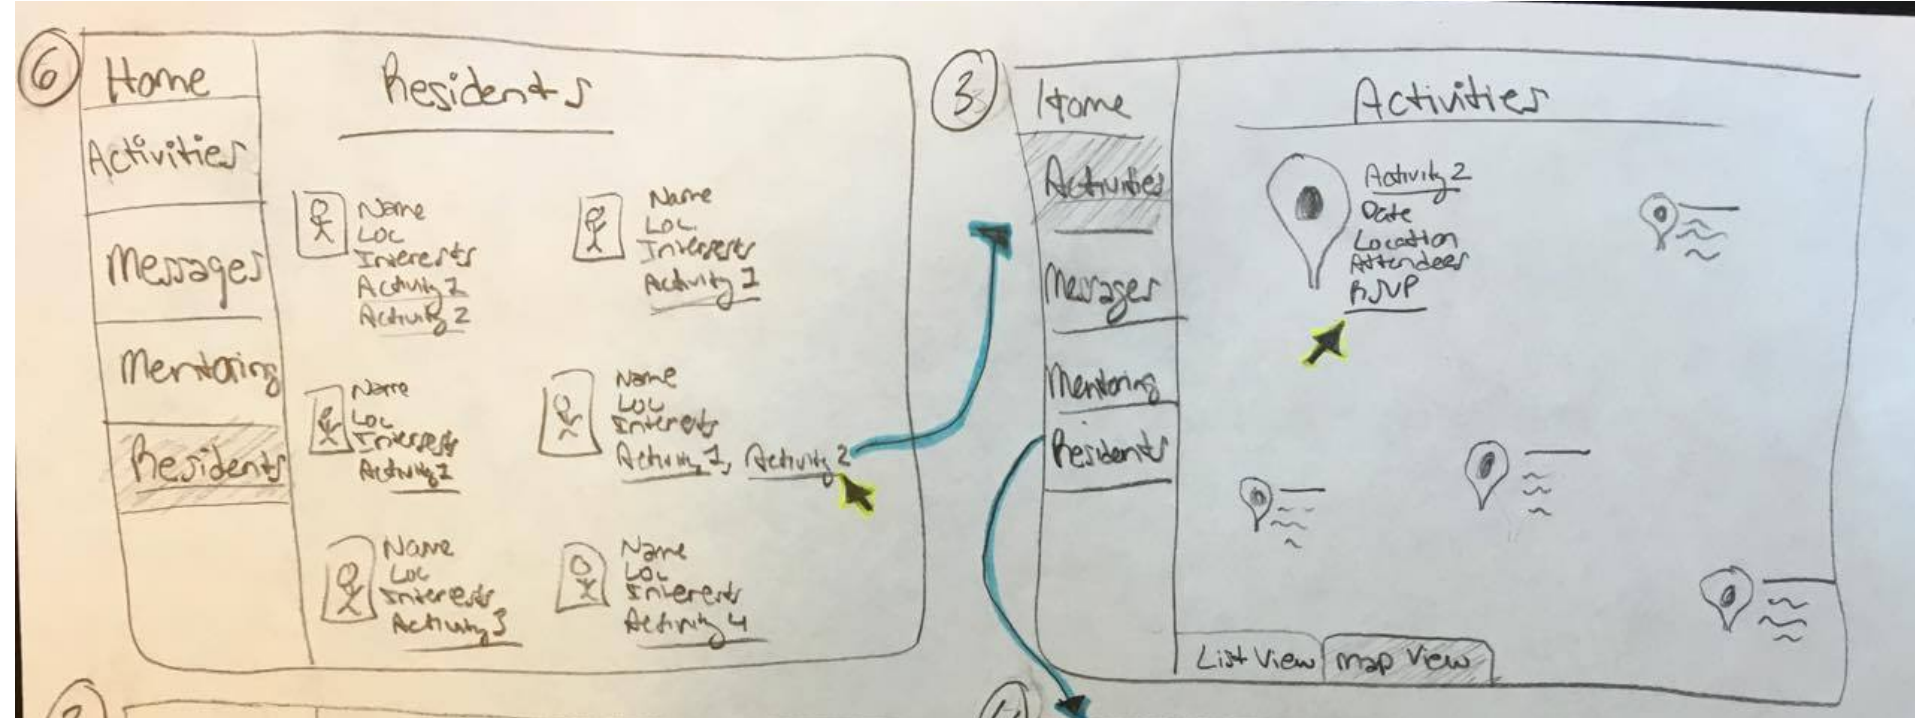 6
Home
Activities
Messages
Mentoring
Residents
Residents
Name
Loc
Interests
Activity 1
Activity 2
Name
Loc.
Interests
Activity 1
Name
Loc
Interests
Activity 1
Name
Loc
Interests
Activity 1, Activity 2
Name
Loc
Interests
Activity 3
Name
Loc
Interests
Activity 4
3
Home
Activities
Messages
Mentoring
Residents
Activities
Activity 2
Date
Location
Attendees
RSVP
List View
Map View